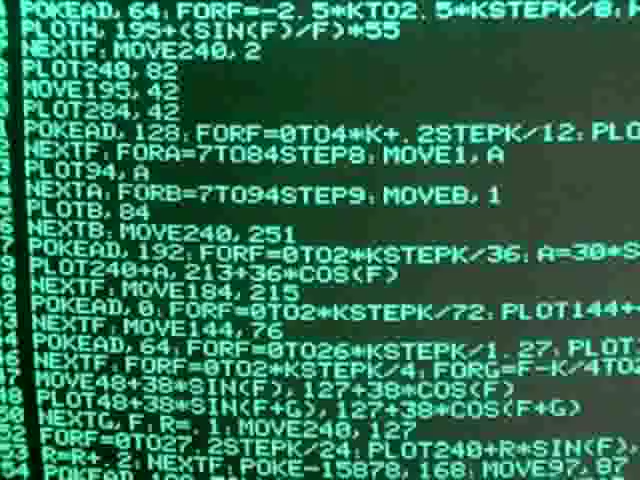 POKEAD, 64: FORF=-2.5*KTO2.5*KSTEPK/8:
PLOTH, 195+(SIN(F)/F)*55
NEXTF: MOVE240, 2
PLOT240, 82
MOVE195, 42
PLOT284, 42
POKEAD, 128: FORF=0TO4*K+.2STEPK/12: PLO
NEXTF: FORA=7TO84STEP8: MOVE1, A
PLOT94, A
NEXTA: FORB=7TO94STEP9: MOVEB, 1
PLOTB, 84
NEXTB: MOVE240, 251
POKEAD, 192: FORF=0TO2*KSTEPK/36: A=30*S
PLOT240+A, 213+36*COS(F)
NEXTF: MOVE184, 215
POKEAD, 0: FORF=0TO2*KSTEPK/72: PLOT144+
NEXTF: MOVE144, 76
POKEAD, 64: FORF=0TO26*KSTEPK/1.27: PLOT
NEXTF: FORF=0TO2*KSTEPK/4: FORG=F-K/4TO
MOVE48+38*SIN(F), 127+38*COS(F)
PLOT48+38*SIN(F+G), 127+38*COS(F+G)
NEXTG, F: R=.1: MOVE240, 127
FORF=0TO27.2STEPK/24: PLOT240+R*SIN(F),
53 R=R+.2: NEXTF: POKE-15878, 168: MOVE97, 87
54 POKEAD,